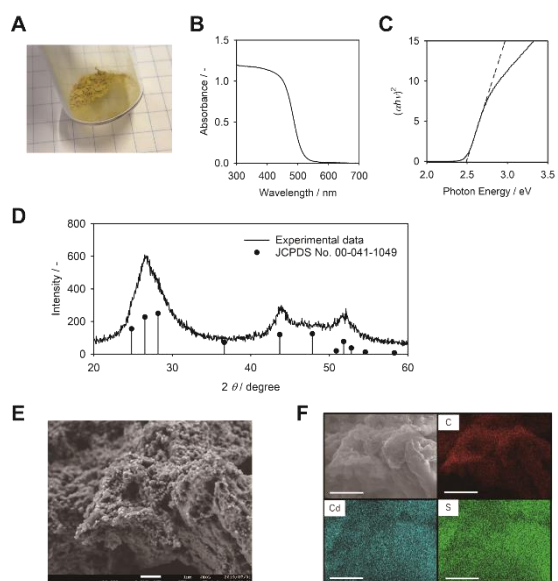 A
B
C
1.5
1.0
0.5
0.0
Absorbance / -
300 400 500 600 700
Wavelength / nm
15
10
5
0
(αhν)²
2.0 2.5 3.0 3.5
Photon Energy / eV
D
800
600
400
200
0
Intensity / -
Experimental data
JCPDS No. 00-041-1049
20 30 40 50 60
2 θ / degree
E
F
C
Cd
S